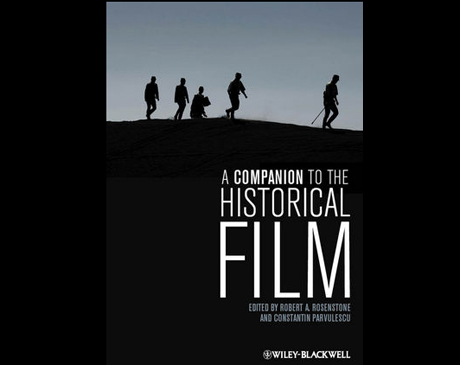 A COMPANION TO THE
HISTORICAL
FILM
EDITED BY ROBERT A. ROSENSTONE
AND CONSTANTIN PARVULESCU
WILEY-BLACKWELL